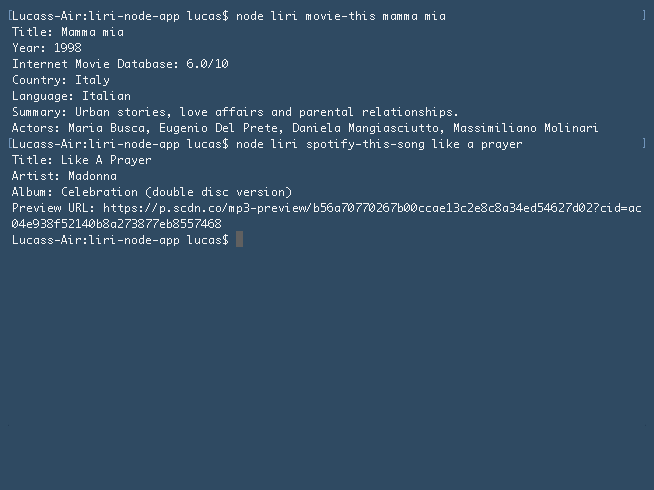 [Lucass-Air:liri-node-app lucas$ node liri movie-this mamma mia ]
Title: Mamma mia
Year: 1998
Internet Movie Database: 6.0/10
Country: Italy
Language: Italian
Summary: Urban stories, love affairs and parental relationships.
Actors: Maria Busca, Eugenio Del Prete, Daniela Mangiasciutto, Massimiliano Molinari
[Lucass-Air:liri-node-app lucas$ node liri spotify-this-song like a prayer ]
Title: Like A Prayer
Artist: Madonna
Album: Celebration (double disc version)
Preview URL: https://p.scdn.co/mp3-preview/b56a70770267b00ccae13c2e8c8a34ed54627d02?cid=ac
04e938f52140b8a273877eb8557468
Lucass-Air:liri-node-app lucas$